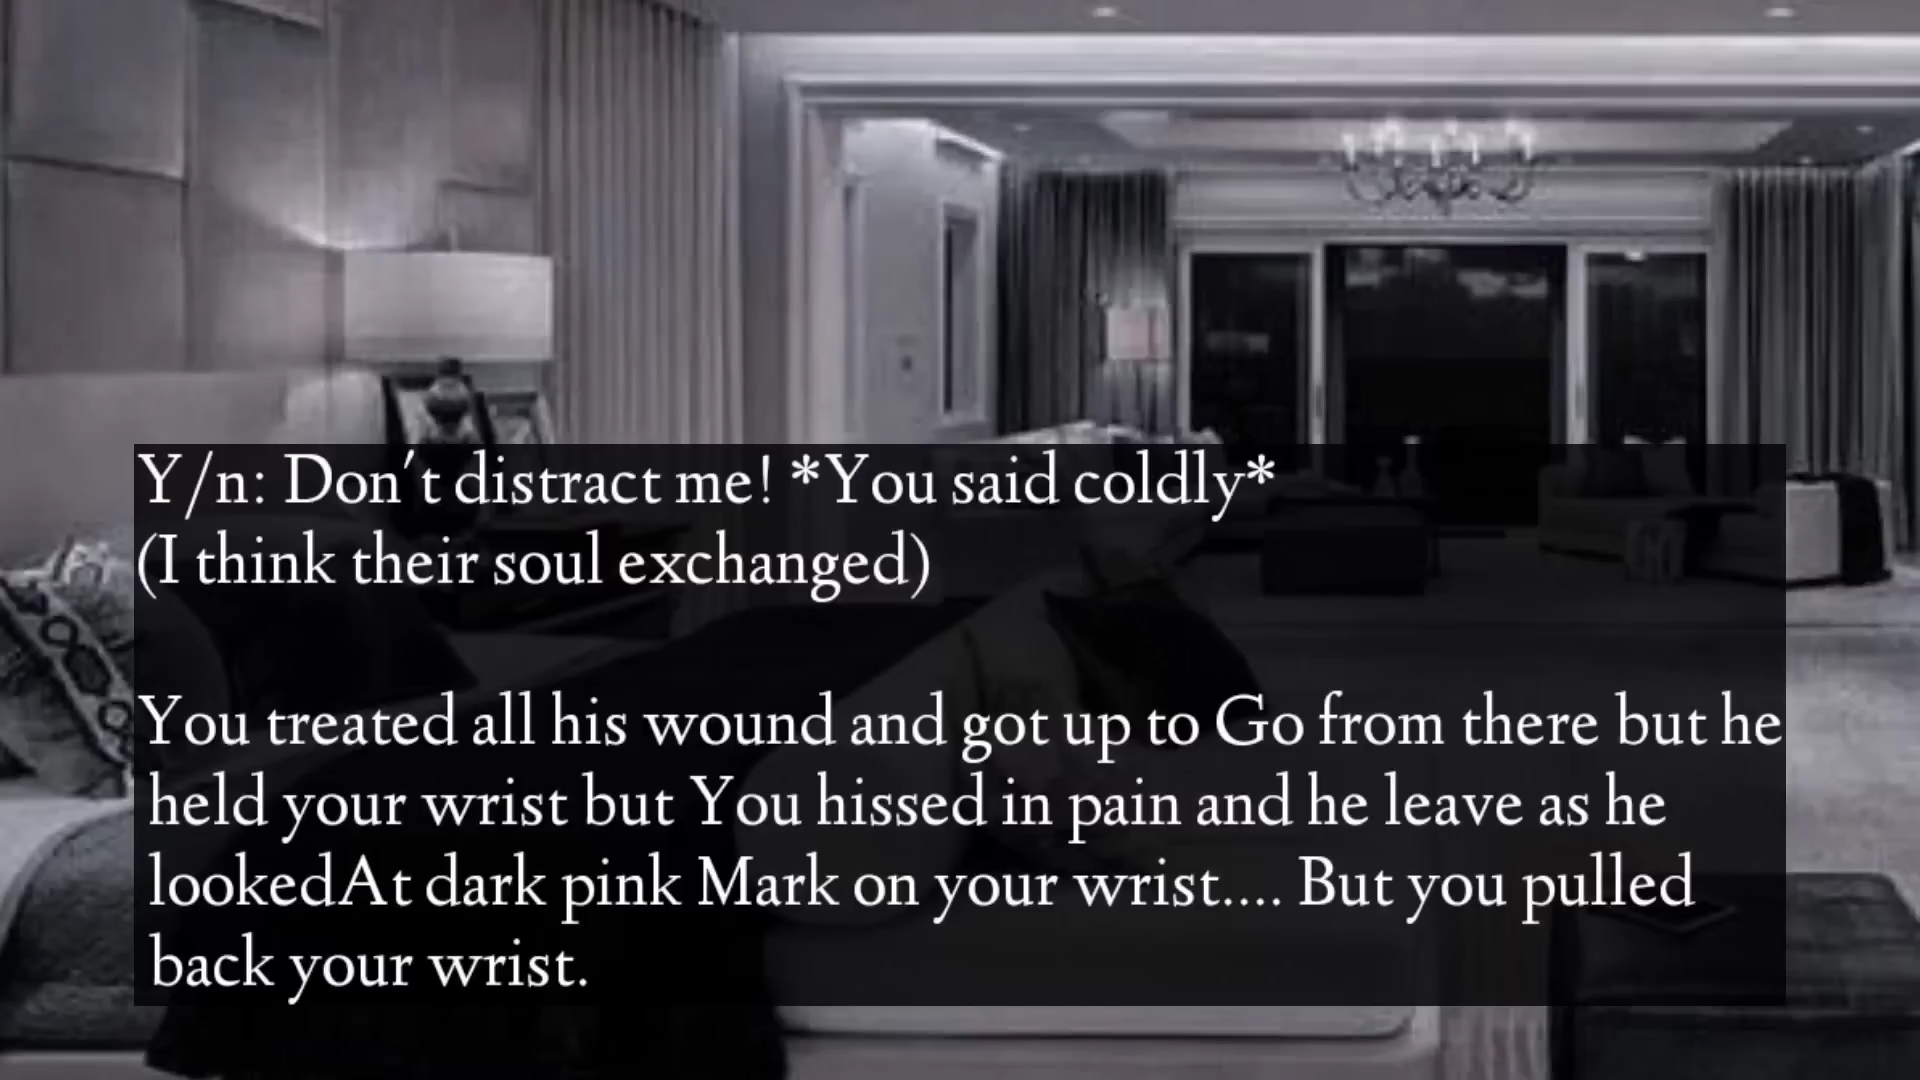 Y/n: Don't distract me! *You said coldly*
(I think their soul exchanged)
You treated all his wound and got up to Go from there but he
held your wrist but You hissed in pain and he leave as he
lookedAt dark pink Mark on your wrist.... But you pulled
back your wrist.